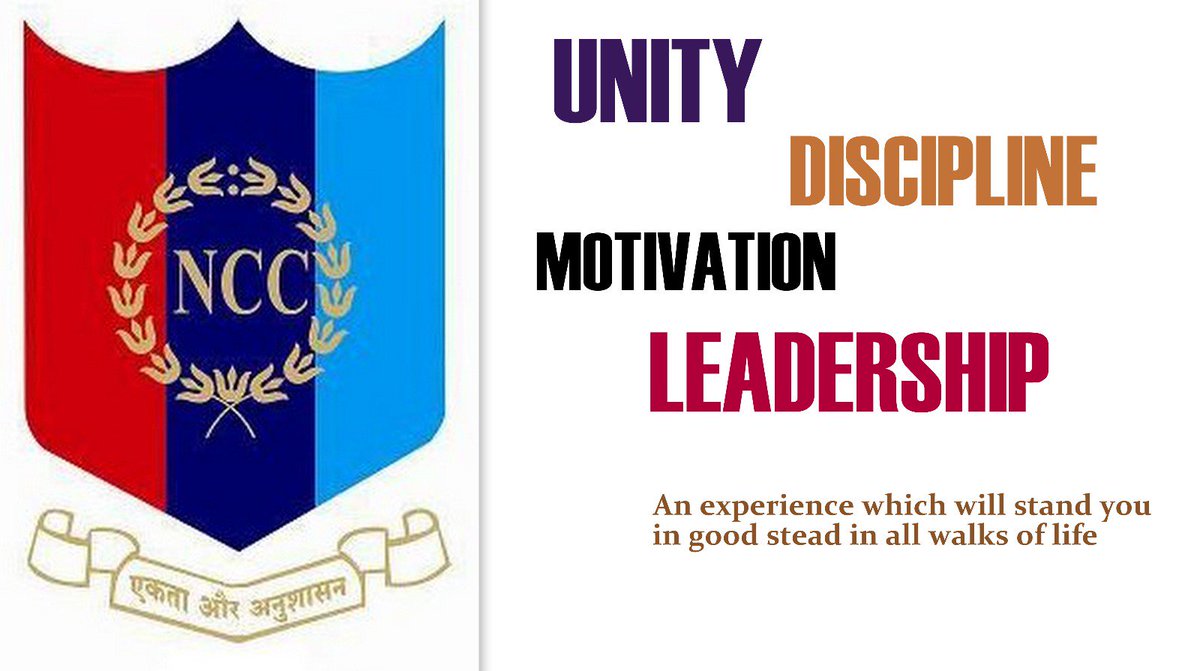 NCC
एकता और अनुशासन
UNITY
DISCIPLINE
MOTIVATION
LEADERSHIP
An experience which will stand you
in good stead in all walks of life